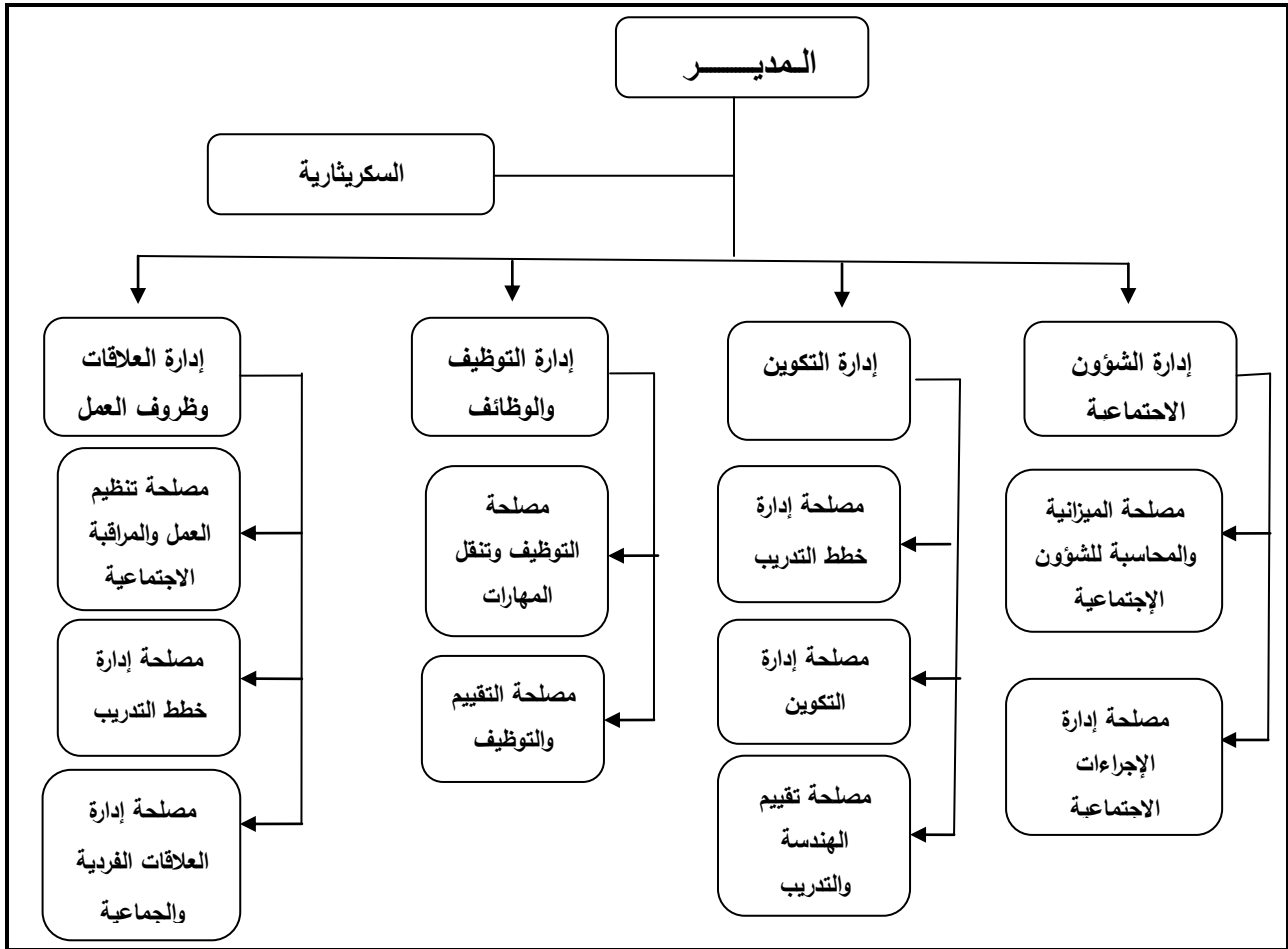 الـمديـــــر
السكريثارية
إدارة الشؤون
الاجتماعية
إدارة التكوين
إدارة التوظيف
والوظائف
إدارة العلاقات
وظروف العمل
مصلحة الميزانية
والمحاسبة للشؤون
الإجتماعية
مصلحة إدارة
الإجراءات
الاجتماعية
مصلحة إدارة
خطط التدريب
مصلحة إدارة
التكوين
مصلحة تقييم
الهندسة
والتدريب
مصلحة
التوظيف وتنقل
المهارات
مصلحة التقييم
والتوظيف
مصلحة تنظيم
العمل والمراقبة
الاجتماعية
مصلحة إدارة
خطط التدريب
مصلحة إدارة
العلاقات الفردية
والجماعية